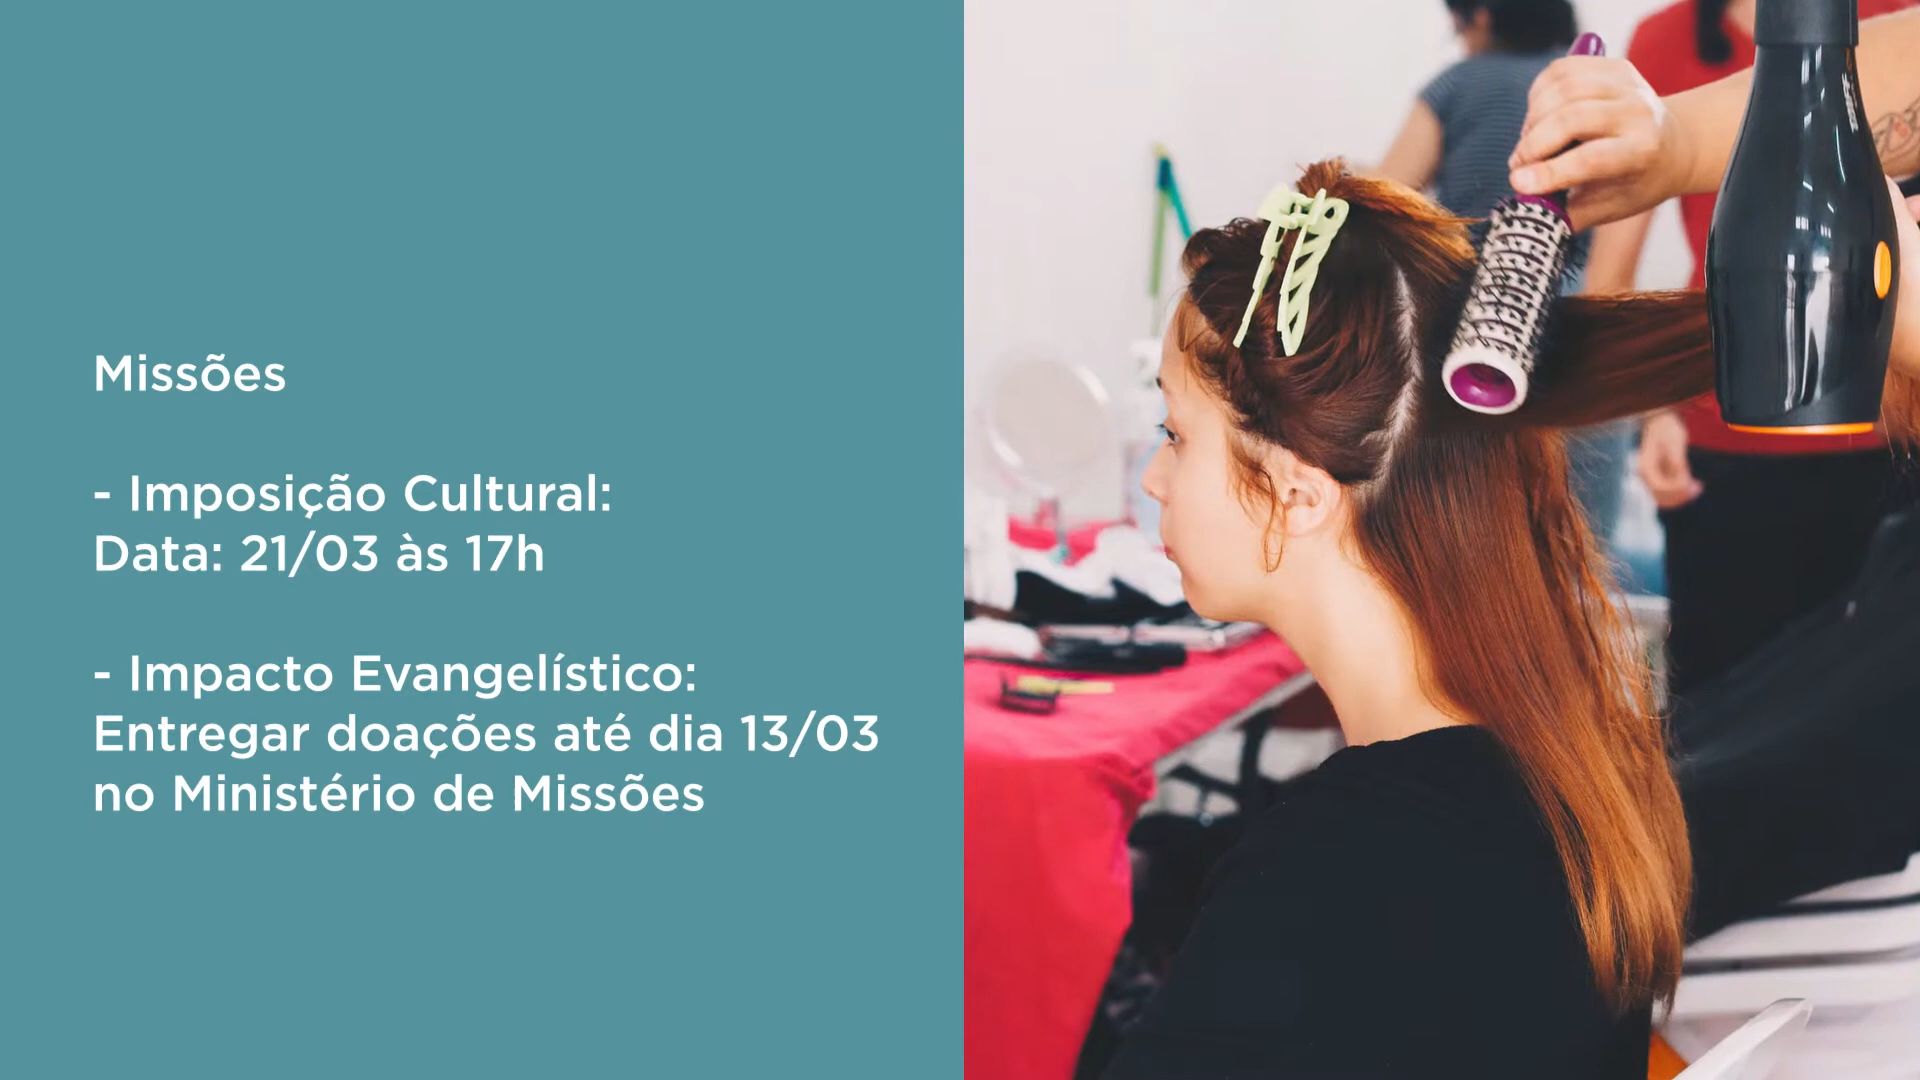 Missões
- Imposição Cultural:
Data: 21/03 às 17h
- Impacto Evangelístico:
Entregar doações até dia 13/03
no Ministério de Missões